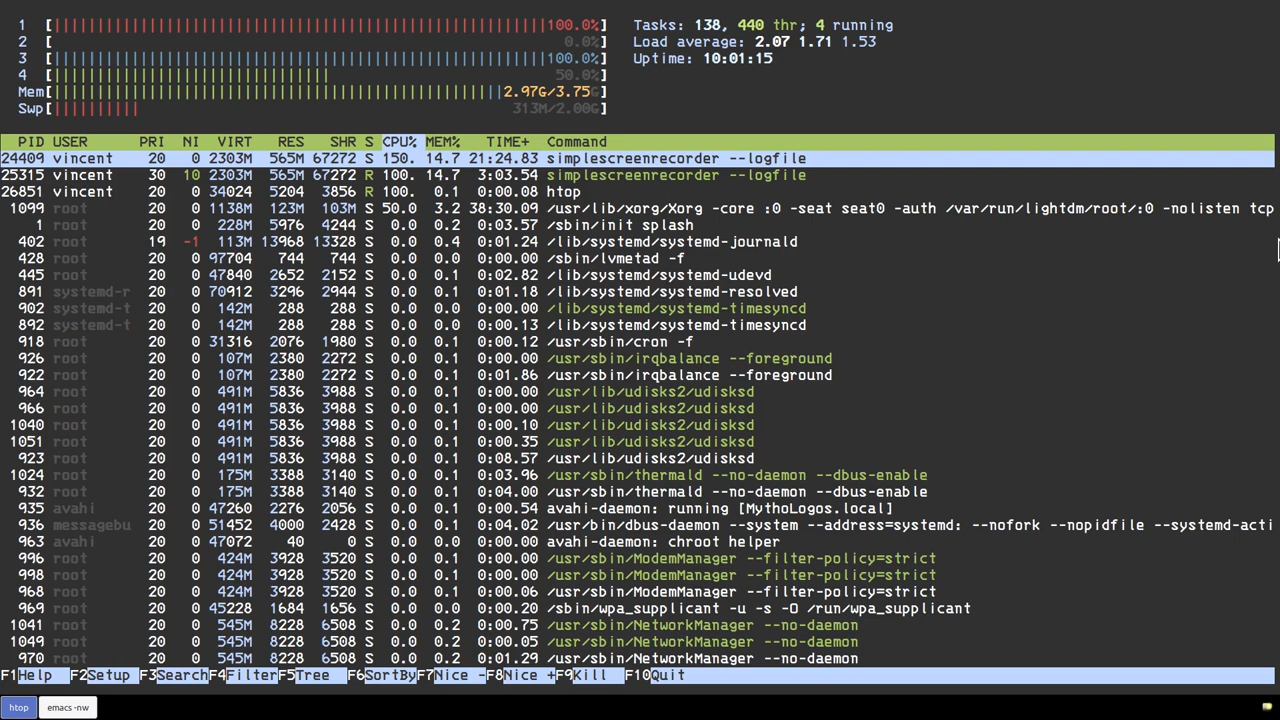 1 [||||||||||||||||||||||||||||||||||||||||||||||||||||||||||||100.0%] Tasks: 138, 440 thr; 4 running
2 [ 0.0%] Load average: 2.07 1.71 1.53
3 [||||||||||||||||||||||||||||||||||||||||||||||||||||||||||||100.0%] Uptime: 10:01:15
4 [|||||||||||||||||||||||||||||||| 50.0%]
Mem[||||||||||||||||||||||||||||||||||||||||||||||||||||2.97G/3.75G]
Swp[|||||||||| 313M/2.00G]
PID USER PRI NI VIRT RES SHR S CPU% MEM% TIME+ Command
24409 vincent 20 0 2303M 565M 67272 S 150. 14.7 21:24.83 simplescreenrecorder --logfile
25315 vincent 30 10 2303M 565M 67272 R 100. 14.7 3:03.54 simplescreenrecorder --logfile
26851 vincent 20 0 34024 5204 3856 R 100. 0.1 0:00.08 htop
1099 root 20 0 1138M 123M 103M S 50.0 3.2 38:30.09 /usr/lib/xorg/Xorg -core :0 -seat seat0 -auth /var/run/lightdm/root/:0 -nolisten tcp
1 root 20 0 228M 5976 4244 S 0.0 0.2 0:03.57 /sbin/init splash
402 root 19 -1 113M 13968 13328 S 0.0 0.4 0:01.24 /lib/systemd/systemd-journald
428 root 20 0 97704 744 744 S 0.0 0.0 0:00.00 /sbin/lvmetad -f
445 root 20 0 47840 2652 2152 S 0.0 0.1 0:02.82 /lib/systemd/systemd-udevd
891 systemd-r 20 0 70912 3296 2944 S 0.0 0.1 0:01.18 /lib/systemd/systemd-resolved
902 systemd-t 20 0 142M 288 288 S 0.0 0.0 0:00.00 /lib/systemd/systemd-timesyncd
892 systemd-t 20 0 142M 288 288 S 0.0 0.0 0:00.13 /lib/systemd/systemd-timesyncd
918 root 20 0 31316 2076 1980 S 0.0 0.1 0:00.12 /usr/sbin/cron -f
926 root 20 0 107M 2380 2272 S 0.0 0.1 0:00.00 /usr/sbin/irqbalance --foreground
922 root 20 0 107M 2380 2272 S 0.0 0.1 0:01.86 /usr/sbin/irqbalance --foreground
964 root 20 0 491M 5836 3988 S 0.0 0.1 0:00.00 /usr/lib/udisks2/udisksd
966 root 20 0 491M 5836 3988 S 0.0 0.1 0:00.00 /usr/lib/udisks2/udisksd
1040 root 20 0 491M 5836 3988 S 0.0 0.1 0:00.10 /usr/lib/udisks2/udisksd
1051 root 20 0 491M 5836 3988 S 0.0 0.1 0:00.35 /usr/lib/udisks2/udisksd
923 root 20 0 491M 5836 3988 S 0.0 0.1 0:08.57 /usr/lib/udisks2/udisksd
1024 root 20 0 175M 3388 3140 S 0.0 0.1 0:03.96 /usr/sbin/thermald --no-daemon --dbus-enable
932 root 20 0 175M 3388 3140 S 0.0 0.1 0:04.00 /usr/sbin/thermald --no-daemon --dbus-enable
935 avahi 20 0 47260 2276 2056 S 0.0 0.1 0:00.54 avahi-daemon: running [MythoLogos.local]
936 messagebu 20 0 51452 4000 2428 S 0.0 0.1 0:04.02 /usr/bin/dbus-daemon --system --address=systemd: --nofork --nopidfile --systemd-acti
963 avahi 20 0 47072 40 0 S 0.0 0.0 0:00.00 avahi-daemon: chroot helper
996 root 20 0 424M 3928 3520 S 0.0 0.1 0:00.00 /usr/sbin/ModemManager --filter-policy=strict
998 root 20 0 424M 3928 3520 S 0.0 0.1 0:00.00 /usr/sbin/ModemManager --filter-policy=strict
968 root 20 0 424M 3928 3520 S 0.0 0.1 0:00.06 /usr/sbin/ModemManager --filter-policy=strict
969 root 20 0 45228 1684 1656 S 0.0 0.0 0:00.20 /sbin/wpa_supplicant -u -s -O /run/wpa_supplicant
1041 root 20 0 545M 8228 6508 S 0.0 0.2 0:00.75 /usr/sbin/NetworkManager --no-daemon
1049 root 20 0 545M 8228 6508 S 0.0 0.2 0:00.05 /usr/sbin/NetworkManager --no-daemon
970 root 20 0 545M 8228 6508 S 0.0 0.2 0:01.29 /usr/sbin/NetworkManager --no-daemon
F1Help F2Setup F3SearchF4FilterF5Tree F6SortByF7Nice -F8Nice +F9Kill F10Quit
htop emacs -nw